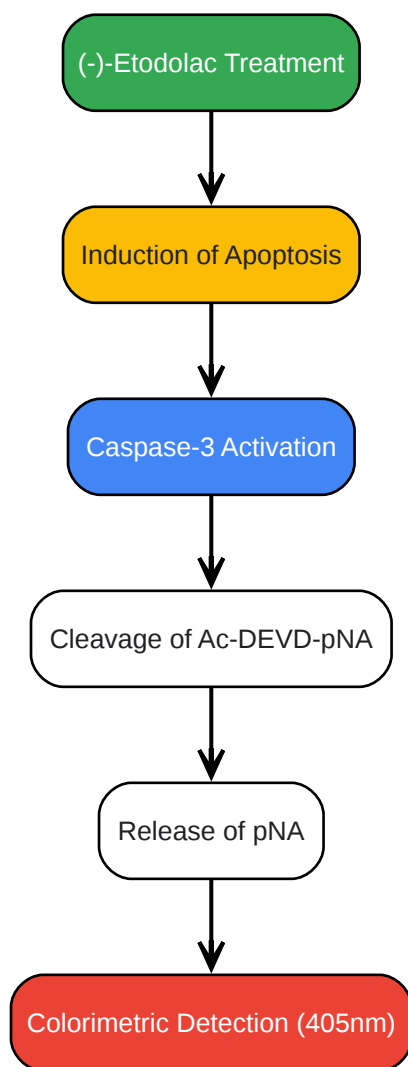 (-)-Etodolac Treatment
Induction of Apoptosis
Caspase-3 Activation
Cleavage of Ac-DEVD-pNA
Release of pNA
Colorimetric Detection (405nm)